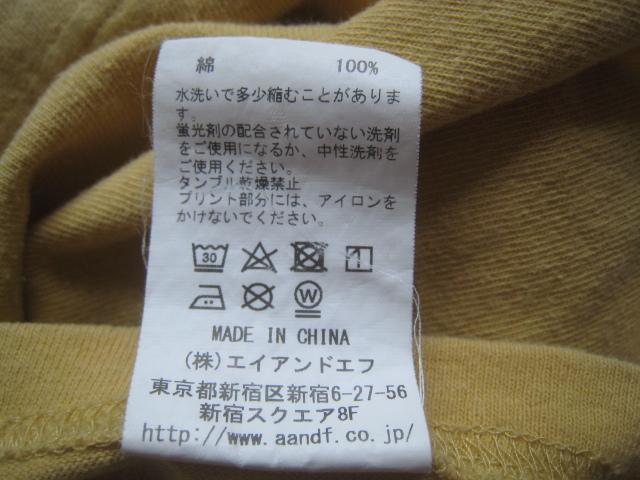 綿 100%
水洗いで多少縮むことがありま
す。
蛍光剤の配合されていない洗剤
をご使用になるか、中性洗剤を
ご使用ください。
タンブル乾燥禁止
プリント部分には、アイロンを
かけないでください。
30
W
MADE IN CHINA
(株)エイアンドエフ
東京都新宿区新宿6-27-56
新宿スクエア8F
http://www.aandf.co.jp/